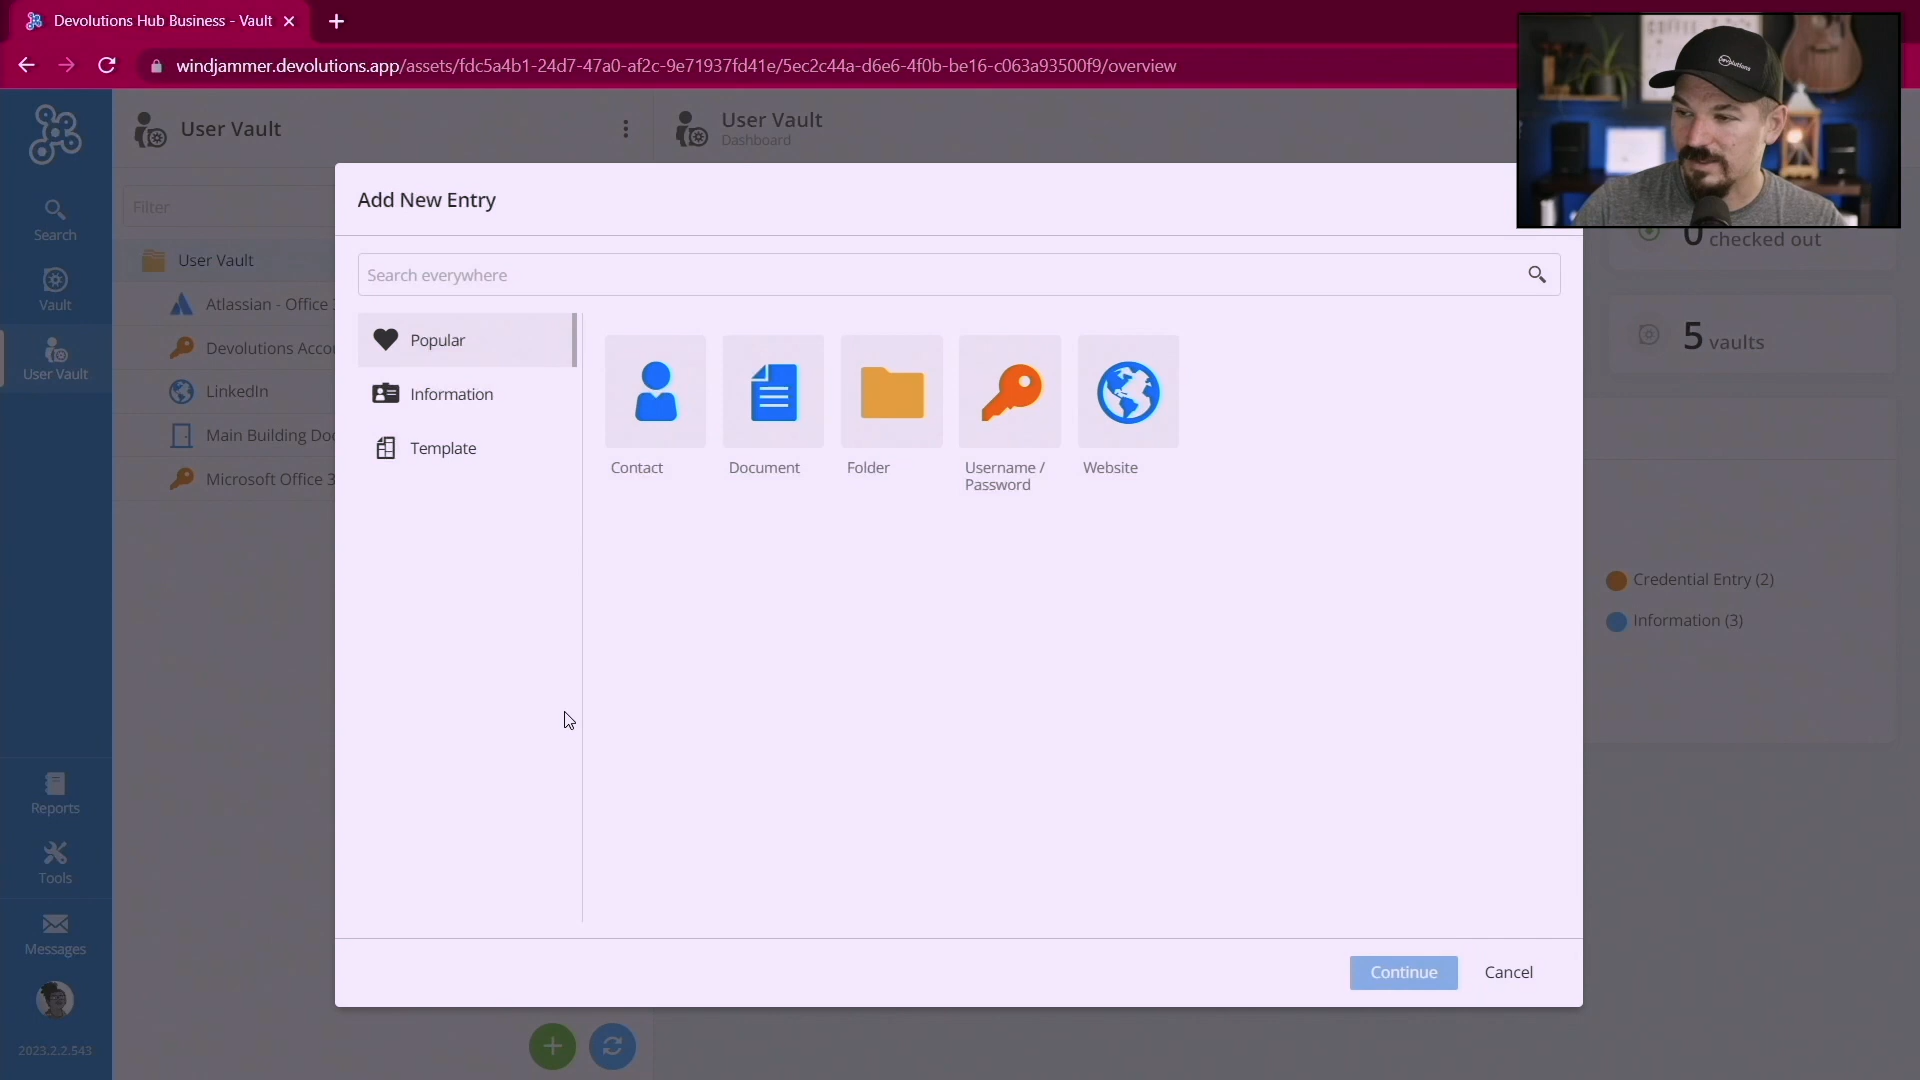 Devolutions Hub Business - Vault
windjammer.devolutions.app/assets/fdc5a4b1-24d7-47a0-af2c-9e71937fd41e/5ec2c44a-d6e6-4f0b-be16-c063a93500f9/overview
User Vault
User Vault
Dashboard
Search
Vault
User Vault
Reports
Tools
Messages
2023.2.2.543
Filter
User Vault
Atlassian - Office
Devolutions Acco
LinkedIn
Main Building Do
Microsoft Office 3
Add New Entry
Search everywhere
Popular
Information
Template
Contact
Document
Folder
Username /
Password
Website
Continue
Cancel
0 checked out
5 vaults
Credential Entry (2)
Information (3)